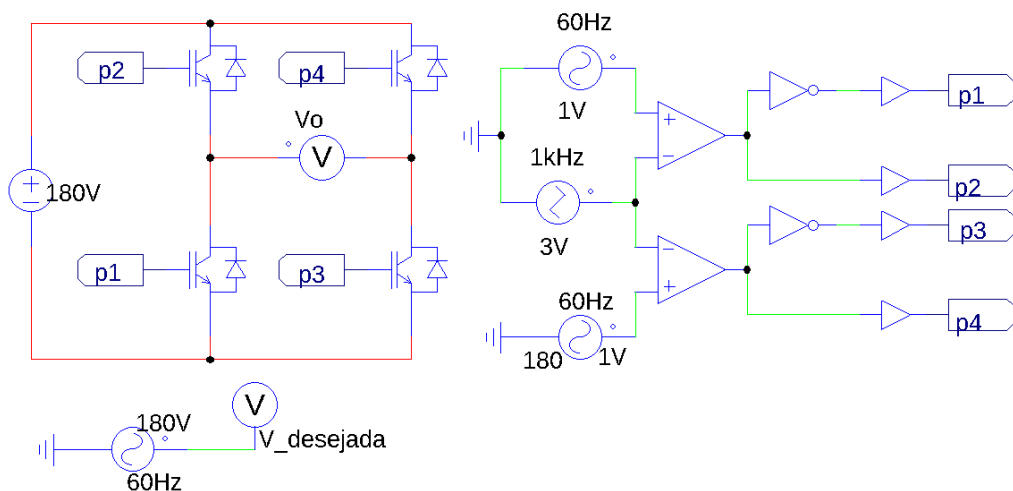 60Hz
p2
p4
1V
p1
Vo
V
1kHz
180V
3V
p2
p3
p1
p3
60Hz
180
1V
p4
180V
V
V_desejada
60Hz